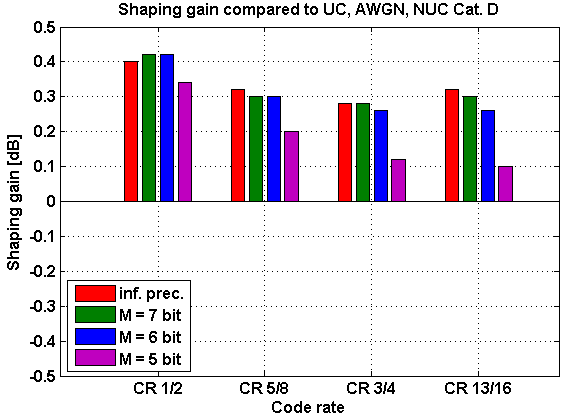 Shaping gain compared to UC, AWGN, NUC Cat. D
Shaping gain [dB]
0.5
0.4
0.3
0.2
0.1
0
-0.1
-0.2
-0.3
-0.4
-0.5
inf. prec.
M = 7 bit
M = 6 bit
M = 5 bit
CR 1/2 CR 5/8 CR 3/4 CR 13/16
Code rate